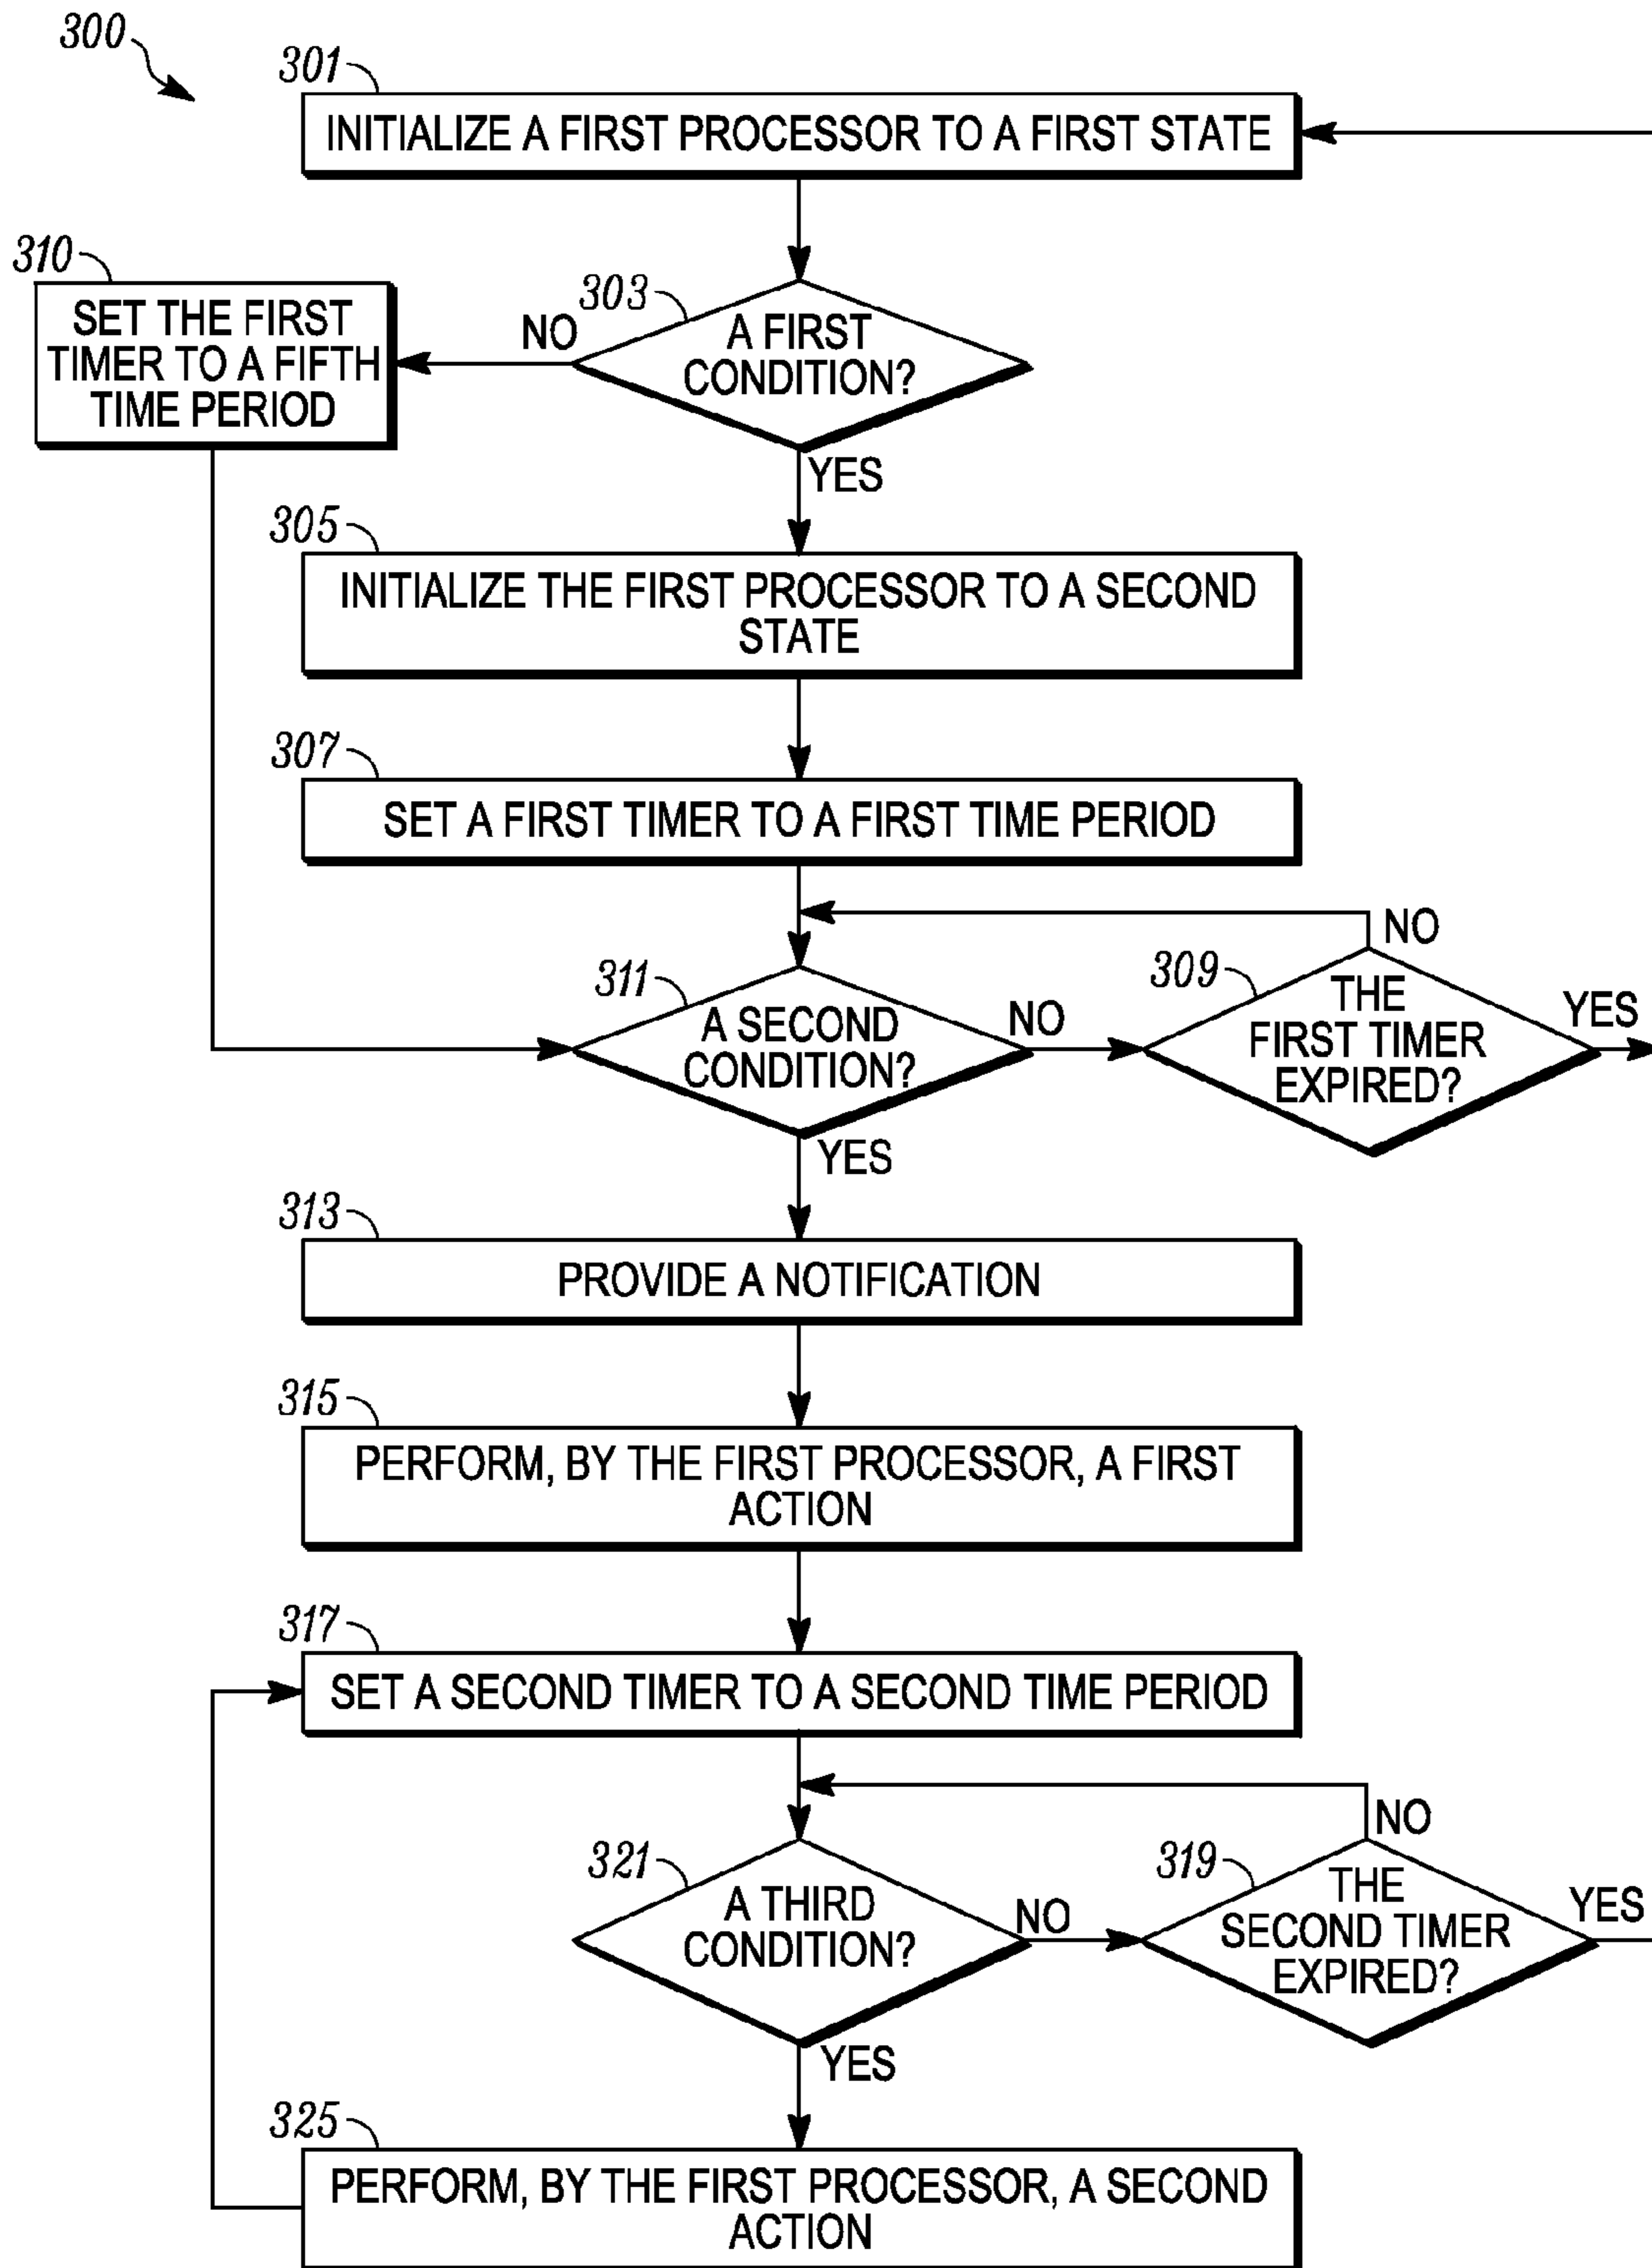 300
301
INITIALIZE A FIRST PROCESSOR TO A FIRST STATE
310
SET THE FIRST
TIMER TO A FIFTH
TIME PERIOD
NO
303
A FIRST
CONDITION?
YES
305
INITIALIZE THE FIRST PROCESSOR TO A SECOND
STATE
307
SET A FIRST TIMER TO A FIRST TIME PERIOD
NO
311
A SECOND
CONDITION?
NO
309
THE
FIRST TIMER
EXPIRED?
YES
YES
313
PROVIDE A NOTIFICATION
315
PERFORM, BY THE FIRST PROCESSOR, A FIRST
ACTION
317
SET A SECOND TIMER TO A SECOND TIME PERIOD
NO
321
A THIRD
CONDITION?
NO
319
THE
SECOND TIMER
EXPIRED?
YES
YES
325
PERFORM, BY THE FIRST PROCESSOR, A SECOND
ACTION